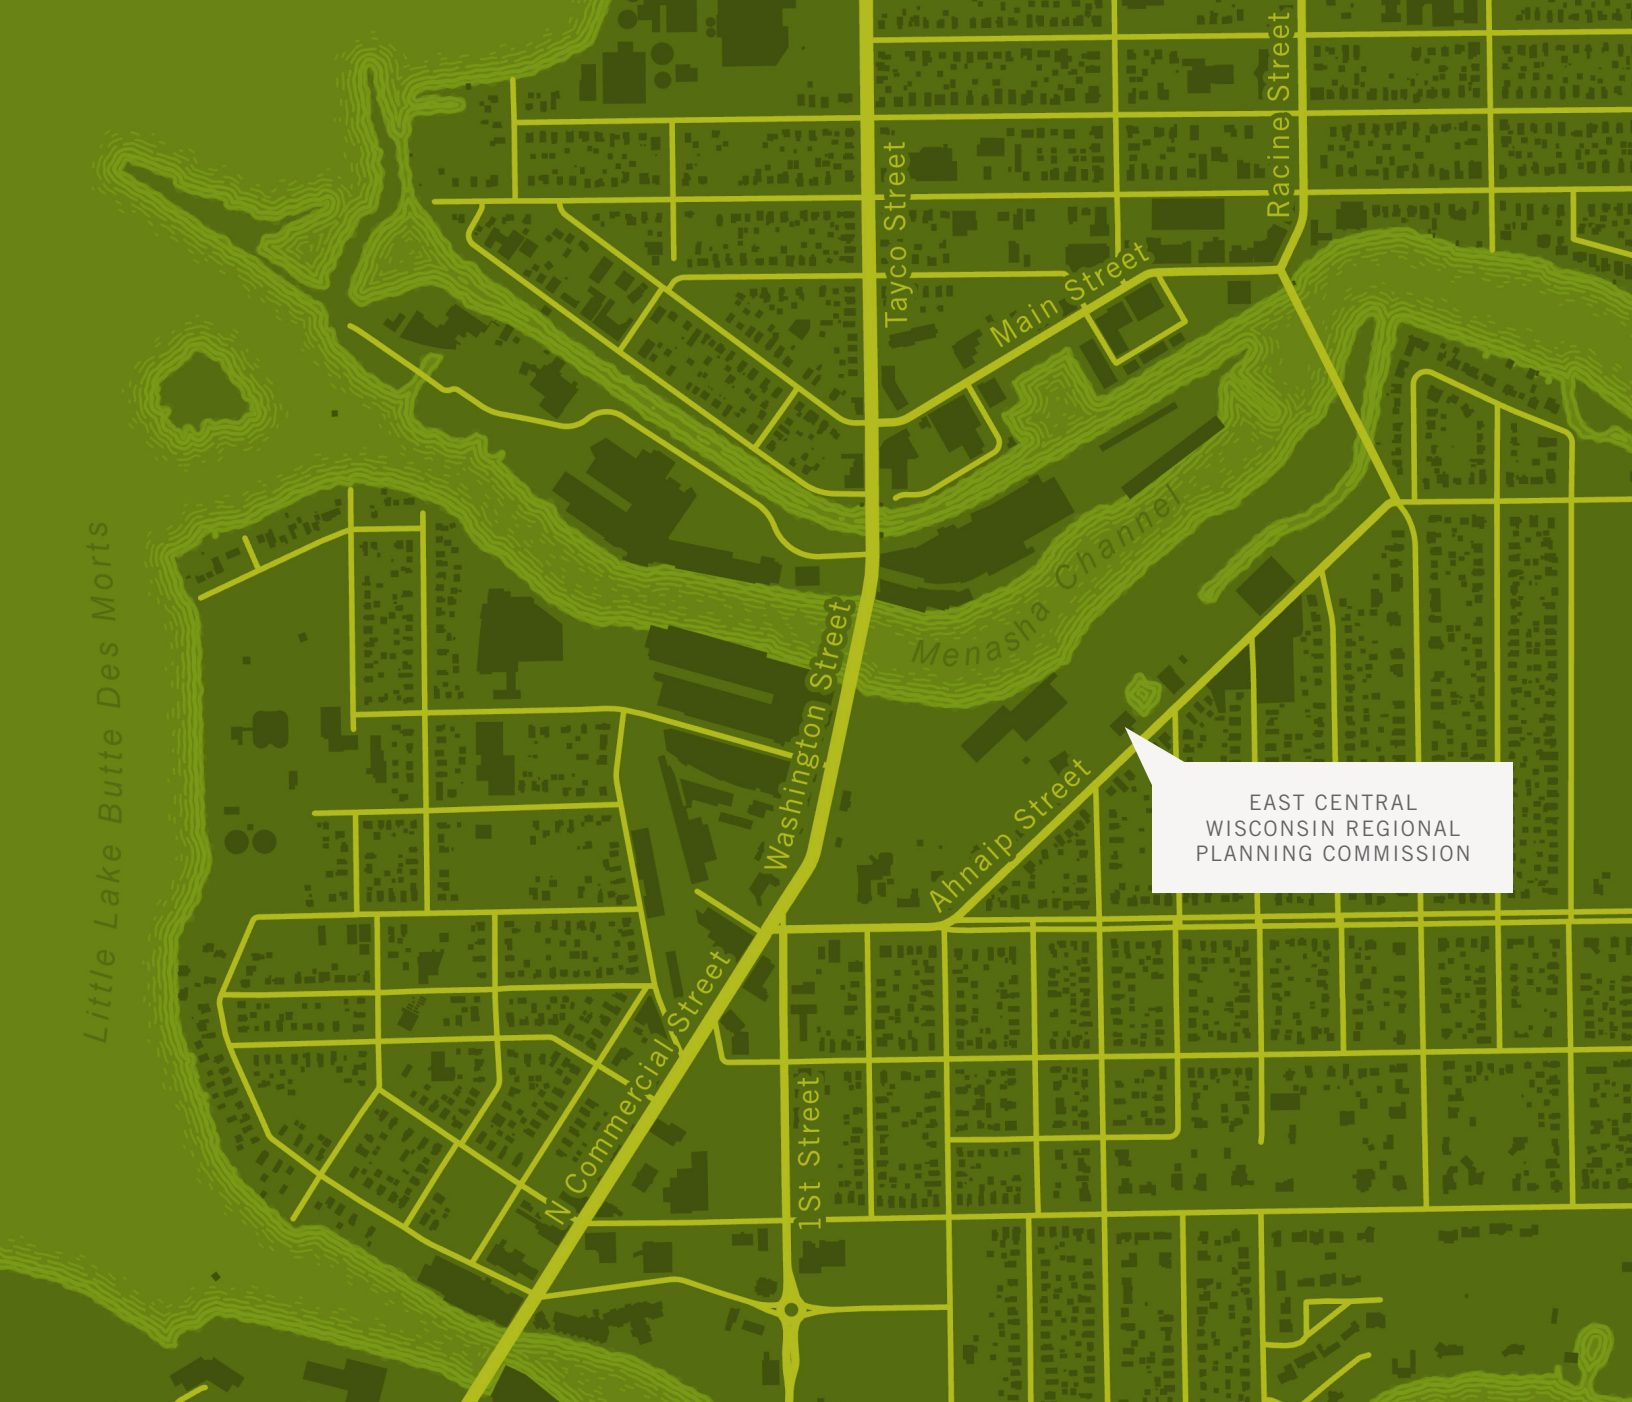 Racine Street
Tayco Street
Main Street
Little Lake Butte Des Morts
Menasha Channel
Washington Street
EAST CENTRAL
WISCONSIN REGIONAL
PLANNING COMMISSION
Ahnaip Street
N Commercial Street
1St Street